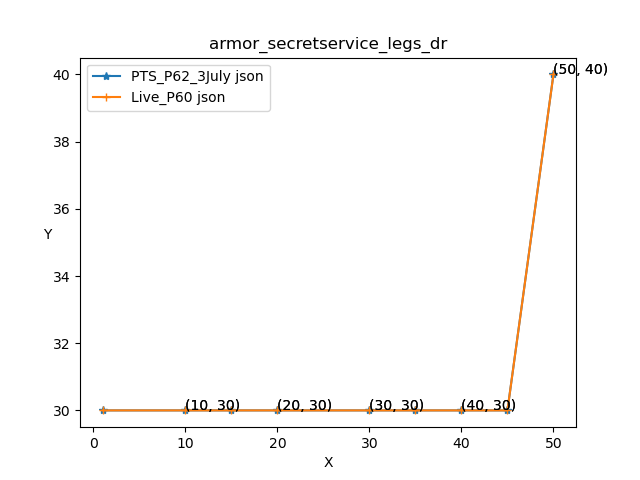 armor_secretservice_legs_dr
PTS_P62_3July json
Live_P60 json
(50, 40)
40
38
36
Y
34
32
30
(10, 30)
(20, 30)
(30, 30)
(40, 30)
0 10 20 30 40 50
X